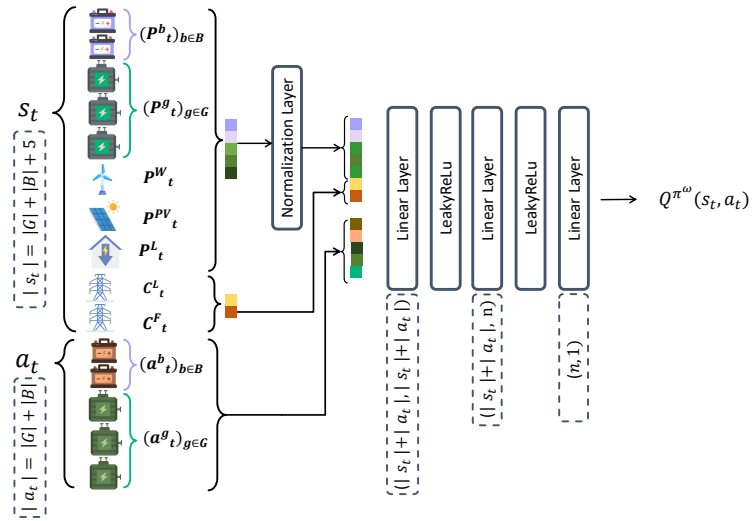 s_t
| s_t | = |G| + |B| + 5
(P^b_t)_{b∈B}
(P^g_t)_{g∈G}
P^W_t
P^{PV}_t
P^L_t
C^L_t
C^F_t
a_t
| a_t | = |G| + |B|
(a^b_t)_{b∈B}
(a^g_t)_{g∈G}
Normalization Layer
Linear Layer
LeakyReLu
Linear Layer
LeakyReLu
Linear Layer
(| s_t |+| a_t |, | s_t |+| a_t |)
(| s_t |+| a_t |, n)
(n, 1)
Q^{π^ω}(s_t, a_t)